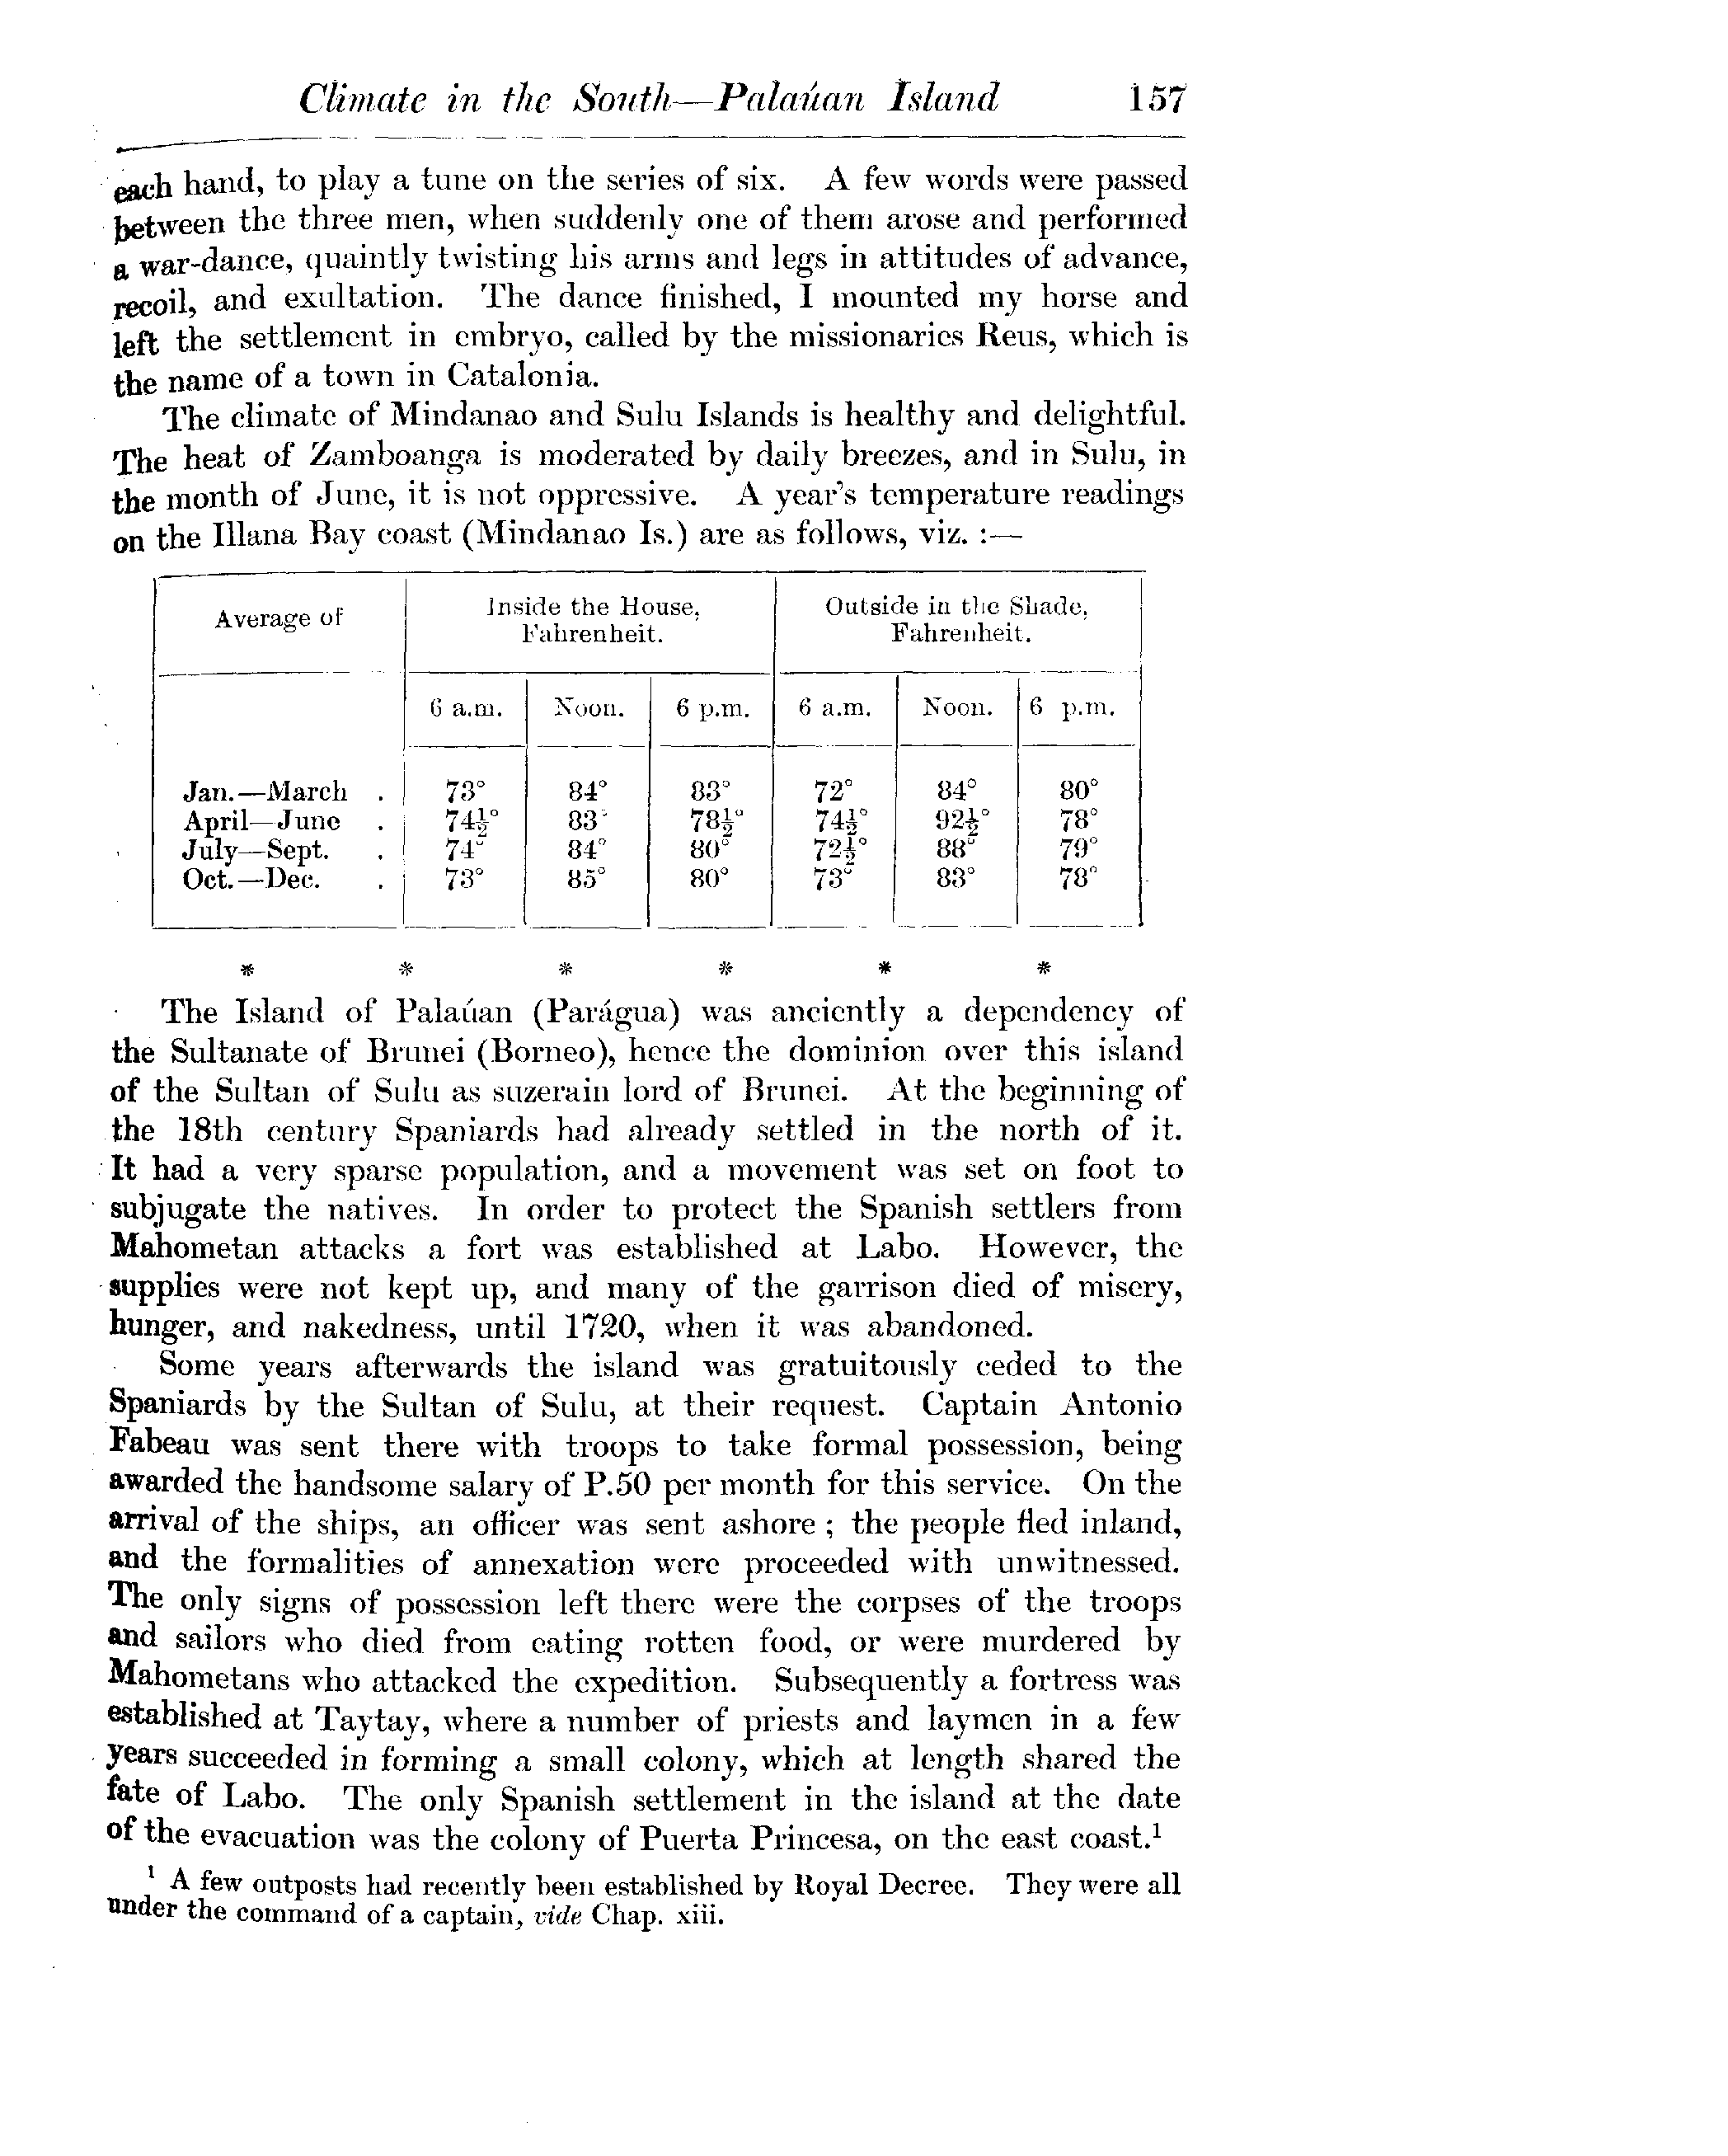 Climate in the South—Palaúan Island 157
each hand, to play a tune on the series of six. A few words were passed
between the three men, when suddenly one of them arose and performed
a war-dance, quaintly twisting his arms and legs in attitudes of advance,
recoil, and exultation. The dance finished, I mounted my horse and
left the settlement in embryo, called by the missionaries Reus, which is
the name of a town in Catalonia.
The climate of Mindanao and Sulu Islands is healthy and delightful.
The heat of Zamboanga is moderated by daily breezes, and in Sulu, in
the month of June, it is not oppressive. A year's temperature readings
on the Illana Bay coast (Mindanao Is.) are as follows, viz. :—
Average of Inside the House, Outside in the Shade,
Fahrenheit. Fahrenheit.
6 a.m. Noon. 6 p.m. 6 a.m. Noon. 6 p.m.
Jan.—March . 73° 84° 83° 72° 84° 80°
April—June . 74½° 83° 78½° 74½° 92½° 78°
July—Sept. . 74° 84° 80° 72½° 88° 79°
Oct.—Dec. . 73° 85° 80° 73° 83° 78°
* * * * * *
The Island of Palaúan (Parágua) was anciently a dependency of
the Sultanate of Brunei (Borneo), hence the dominion over this island
of the Sultan of Sulu as suzerain lord of Brunei. At the beginning of
the 18th century Spaniards had already settled in the north of it.
It had a very sparse population, and a movement was set on foot to
subjugate the natives. In order to protect the Spanish settlers from
Mahometan attacks a fort was established at Labo. However, the
supplies were not kept up, and many of the garrison died of misery,
hunger, and nakedness, until 1720, when it was abandoned.
Some years afterwards the island was gratuitously ceded to the
Spaniards by the Sultan of Sulu, at their request. Captain Antonio
Fabeau was sent there with troops to take formal possession, being
awarded the handsome salary of P.50 per month for this service. On the
arrival of the ships, an officer was sent ashore ; the people fled inland,
and the formalities of annexation were proceeded with unwitnessed.
The only signs of possession left there were the corpses of the troops
and sailors who died from eating rotten food, or were murdered by
Mahometans who attacked the expedition. Subsequently a fortress was
established at Taytay, where a number of priests and laymen in a few
years succeeded in forming a small colony, which at length shared the
fate of Labo. The only Spanish settlement in the island at the date
of the evacuation was the colony of Puerta Princesa, on the east coast.¹
¹ A few outposts had recently been established by Royal Decree. They were all
under the command of a captain, vide Chap. xiii.